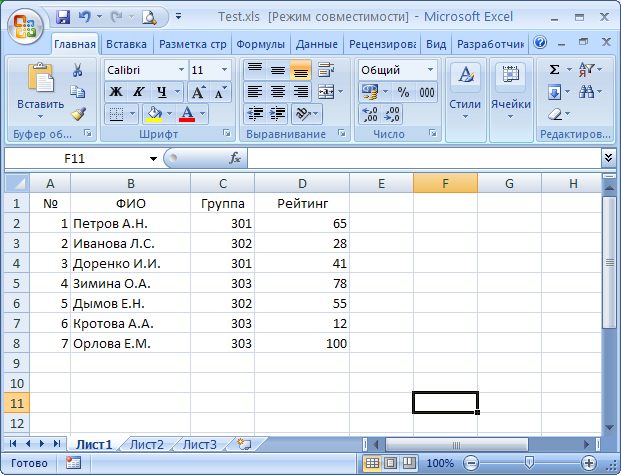 Test.xls [Режим совместимости] - Microsoft Excel
Главная Вставка Разметка стр Формулы Данные Рецензирова Вид Разработчик
Calibri 11 Общий
Вставить Ж К Ч А А % 000 Стили Ячейки Σ А Я
,00 ,0
Буфер об... Шрифт Выравнивание Число Редактиров...
F11 fx
A B C D E F G H
1 № ФИО Группа Рейтинг
2 1 Петров А.Н. 301 65
3 2 Иванова Л.С. 302 28
4 3 Доренко И.И. 301 41
5 4 Зимина О.А. 303 78
6 5 Дымов Е.Н. 302 55
7 6 Кротова А.А. 303 12
8 7 Орлова Е.М. 303 100
9
10
11
12
Лист1 Лист2 Лист3
Готово 100%